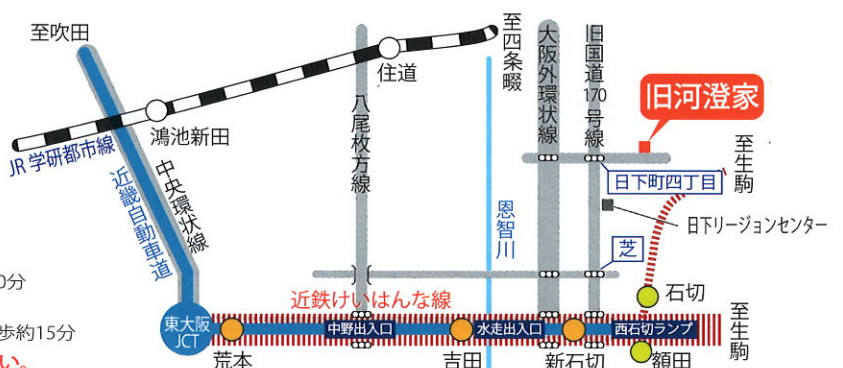 至吹田
住道
至四条畷
大阪外環状線
旧国道170号線
旧河澄家
鴻池新田
八尾枚方線
JR学研都市線
中央環状線
近畿自動車道
至生駒
日下町四丁目
恩智川
日下リージョンセンター
芝
0分
近鉄けいはんな線
石切
歩約15分
東大阪
JCT
中野出入口
水走出入口
西石切ランプ
至生駒
い。
荒本
吉田
新石切
額田